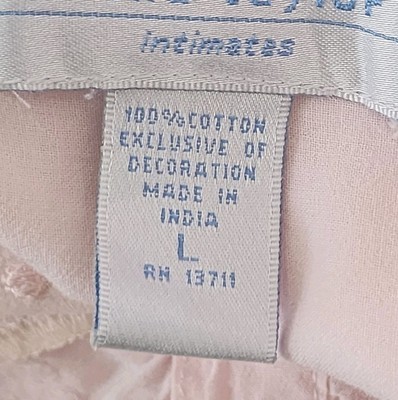 intimates
100% COTTON
EXCLUSIVE OF
DECORATION
MADE IN
INDIA
L
RN 13711